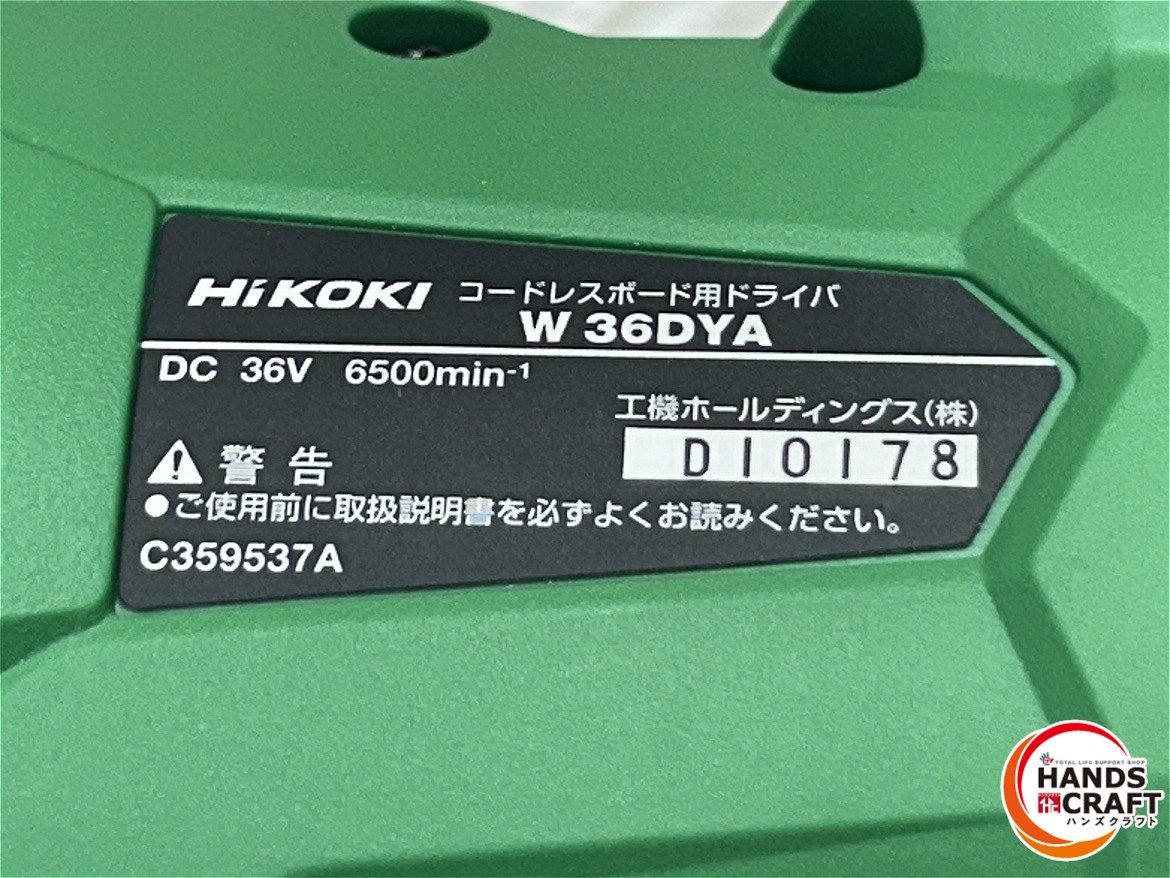 HiKOKI コードレスボード用ドライバ
W 36DYA
DC 36V 6500min-1
工機ホールディングス(株)
D10178
警告
●ご使用前に取扱説明書を必ずよくお読みください。
C359537A
TOTAL LIFE SUPPORT SHOP
HANDS
CRAFT
ハンズクラフト